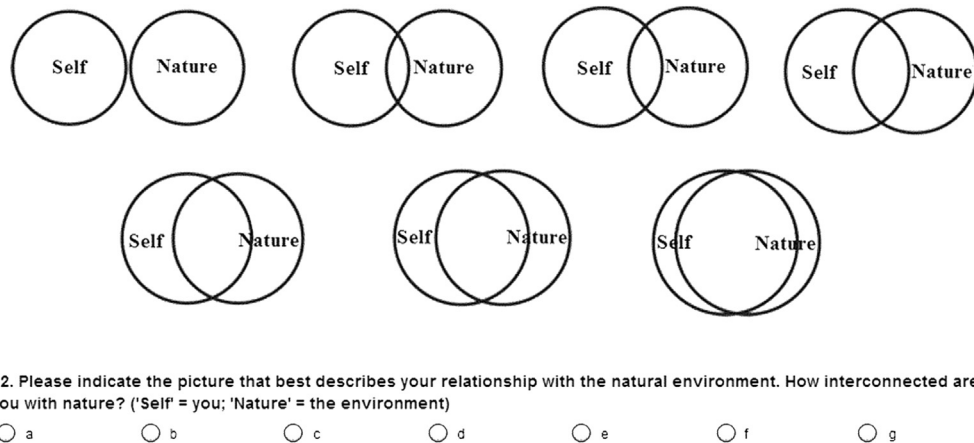 Self Nature Self Nature Self Nature Self Nature
Self Nature Self Nature Self Nature
2. Please indicate the picture that best describes your relationship with the natural environment. How interconnected are
ou with nature? ('Self' = you; 'Nature' = the environment)
a b c d e f g